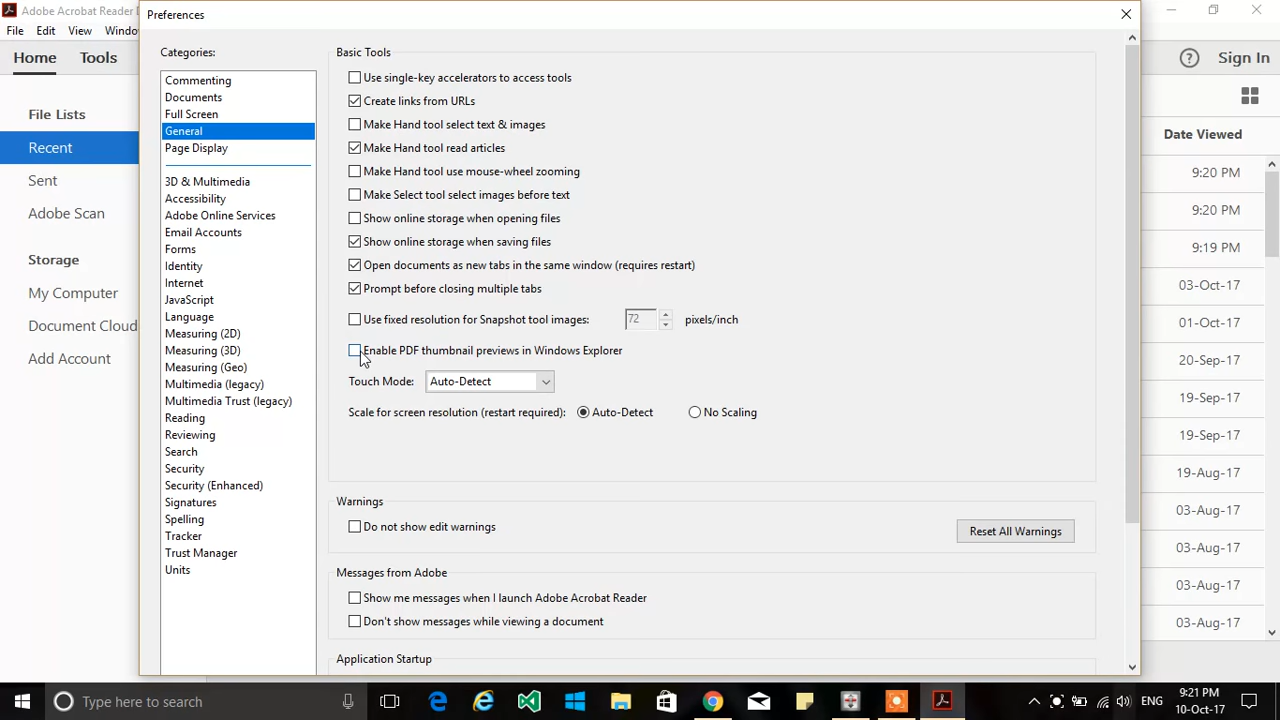 Adobe Acrobat Reader D
Preferences
File Edit View Windo
Home Tools
Sign In
File Lists
Recent
Sent
Adobe Scan
Storage
My Computer
Document Cloud
Add Account
Categories:
Commenting
Documents
Full Screen
General
Page Display
3D & Multimedia
Accessibility
Adobe Online Services
Email Accounts
Forms
Identity
Internet
JavaScript
Language
Measuring (2D)
Measuring (3D)
Measuring (Geo)
Multimedia (legacy)
Multimedia Trust (legacy)
Reading
Reviewing
Search
Security
Security (Enhanced)
Signatures
Spelling
Tracker
Trust Manager
Units
Basic Tools
Use single-key accelerators to access tools
Create links from URLs
Make Hand tool select text & images
Make Hand tool read articles
Make Hand tool use mouse-wheel zooming
Make Select tool select images before text
Show online storage when opening files
Show online storage when saving files
Open documents as new tabs in the same window (requires restart)
Prompt before closing multiple tabs
Use fixed resolution for Snapshot tool images: 72 pixels/inch
Enable PDF thumbnail previews in Windows Explorer
Touch Mode: Auto-Detect
Scale for screen resolution (restart required): Auto-Detect No Scaling
Warnings
Do not show edit warnings
Reset All Warnings
Messages from Adobe
Show me messages when I launch Adobe Acrobat Reader
Don't show messages while viewing a document
Application Startup
Date Viewed
9:20 PM
9:20 PM
9:19 PM
03-Oct-17
01-Oct-17
20-Sep-17
19-Sep-17
19-Sep-17
19-Aug-17
03-Aug-17
03-Aug-17
03-Aug-17
03-Aug-17
Type here to search
ENG
9:21 PM
10-Oct-17